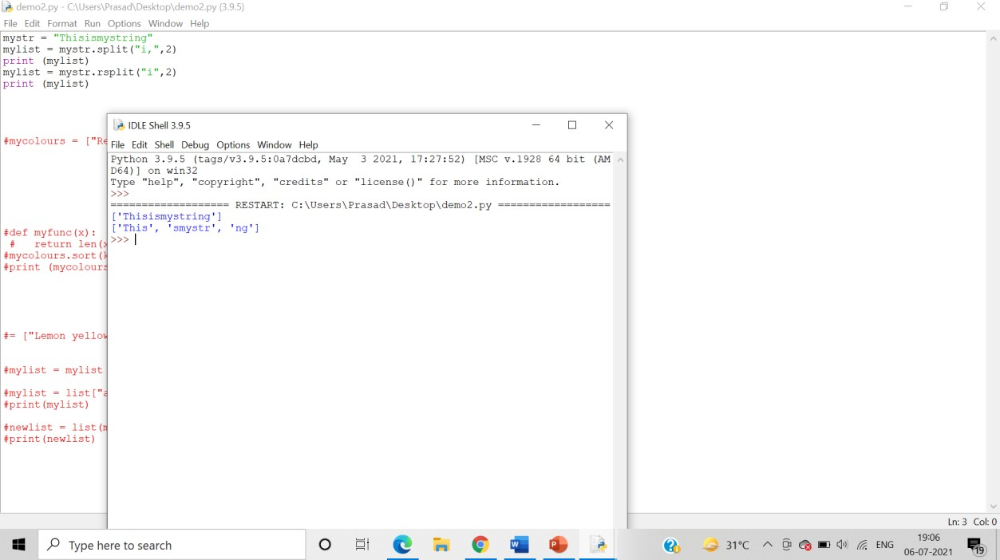 demo2.py - C:\Users\Prasad\Desktop\demo2.py (3.9.5)
File Edit Format Run Options Window Help
mystr = "Thisismystring"
mylist = mystr.split("i,",2)
print (mylist)
mylist = mystr.rsplit("i",2)
print (mylist)
#mycolours = ["Re
#def myfunc(x):
#   return len(x
#mycolours.sort(k
#print (mycolours
#= ["Lemon yellow
#mylist = mylist
#mylist = list["a
#print(mylist)
#newlist = list(m
#print(newlist)
IDLE Shell 3.9.5
File Edit Shell Debug Options Window Help
Python 3.9.5 (tags/v3.9.5:0a7dcbd, May  3 2021, 17:27:52) [MSC v.1928 64 bit (AM
D64)] on win32
Type "help", "copyright", "credits" or "license()" for more information.
>>>
=================== RESTART: C:\Users\Prasad\Desktop\demo2.py ==================
['Thisismystring']
['This', 'smystr', 'ng']
>>>
Ln: 3 Col: 0
Type here to search
31°C
ENG
19:06
06-07-2021
19